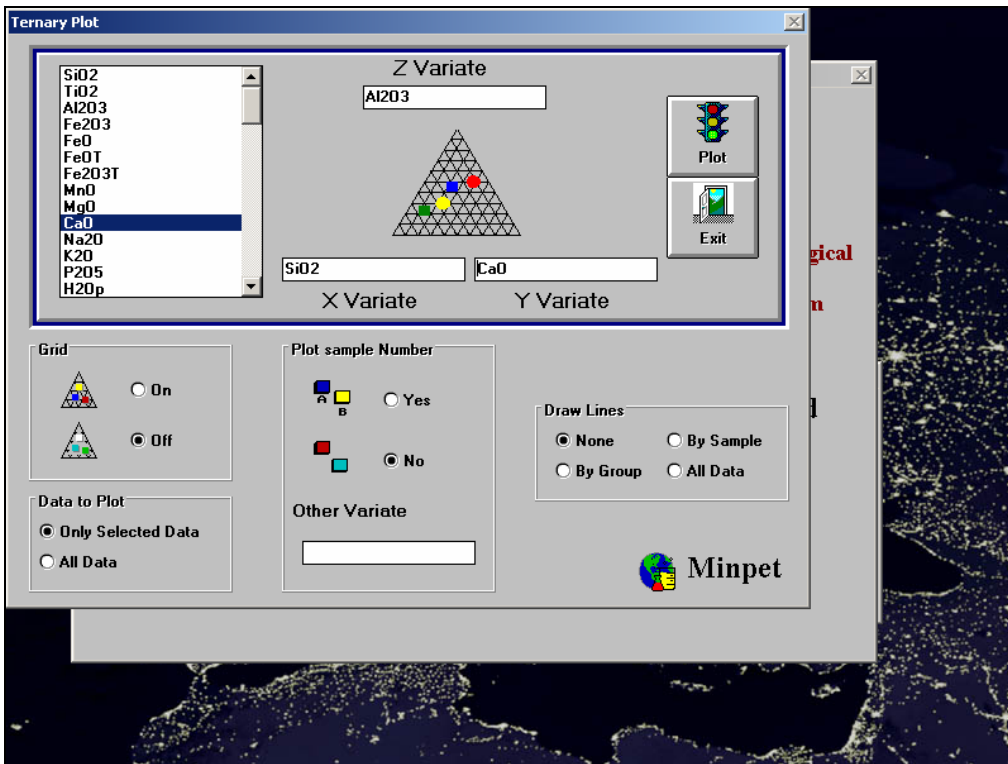 Ternary Plot
SiO2
TiO2
Al2O3
Fe2O3
FeO
FeOT
Fe2O3T
MnO
MgO
CaO
Na2O
K2O
P2O5
H2Op
Z Variate
Al2O3
SiO2
CaO
X Variate
Y Variate
Plot
Exit
gical
m
d
Grid
On
Off
Data to Plot
Only Selected Data
All Data
Plot sample Number
A
B
Yes
No
Other Variate
Draw Lines
None
By Sample
By Group
All Data
Minpet